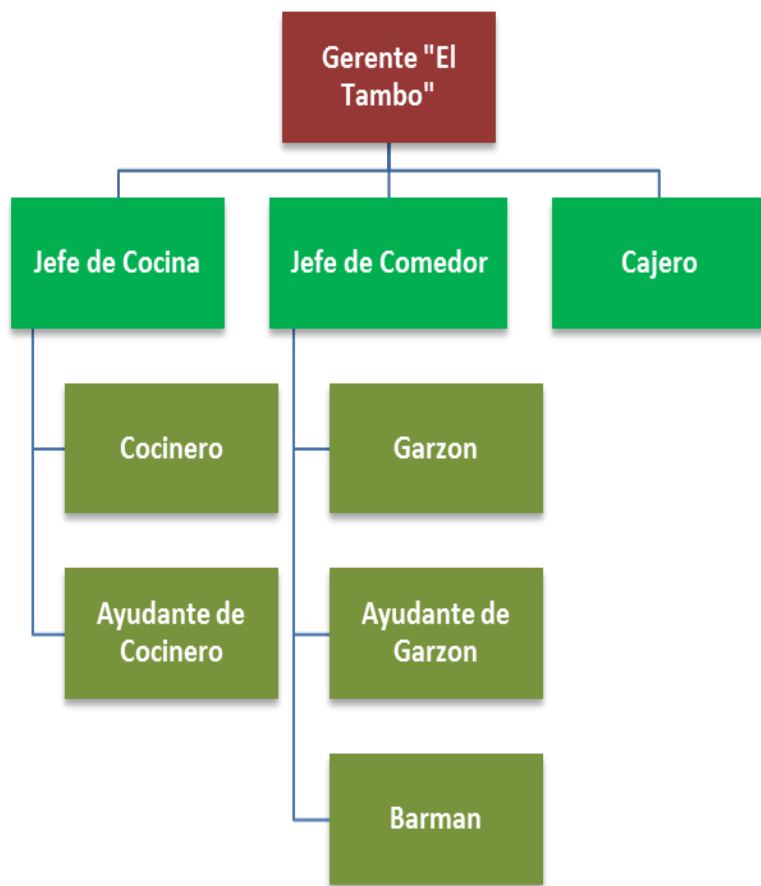 Gerente "El
Tambo"
Jefe de Cocina
Jefe de Comedor
Cajero
Cocinero
Garzon
Ayudante de
Cocinero
Ayudante de
Garzon
Barman